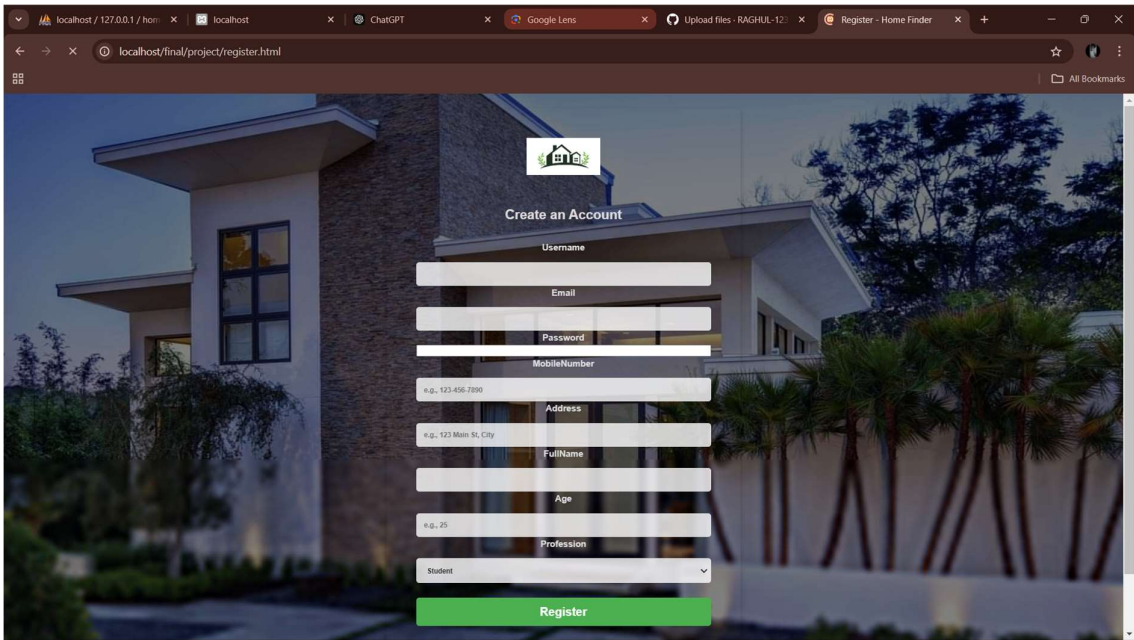 localhost / 127.0.0.1 / hom
localhost
ChatGPT
Google Lens
Upload files · RAGHUL-123
Register - Home Finder
localhost/final/project/register.html
All Bookmarks
Create an Account
Username
Email
Password
MobileNumber
e.g., 123-456-7890
Address
e.g., 123 Main St, City
FullName
Age
e.g., 25
Profession
Student
Register